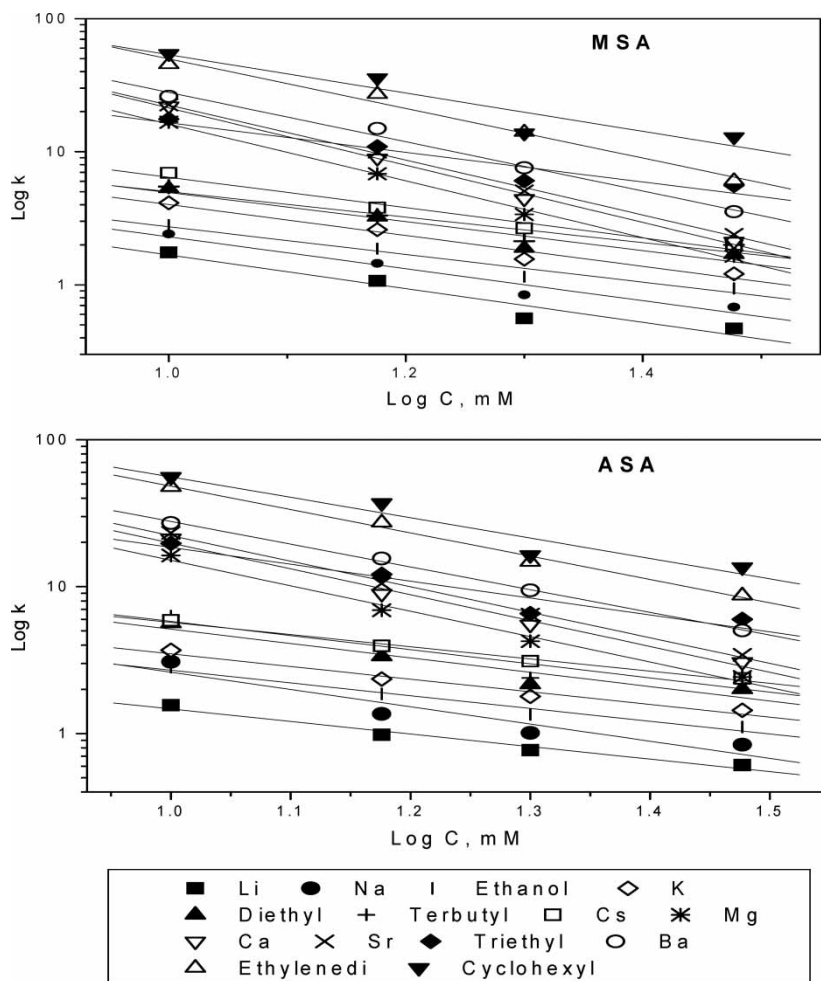 MSA
100
10
1
Log k
1.0 1.2 1.4
Log C, mM
ASA
100
10
1
Log k
1.0 1.1 1.2 1.3 1.4 1.5
Log C, mM
Li Na Ethanol K
Diethyl Terbutyl Cs Mg
Ca Sr Triethyl Ba
Ethylenedi Cyclohexyl